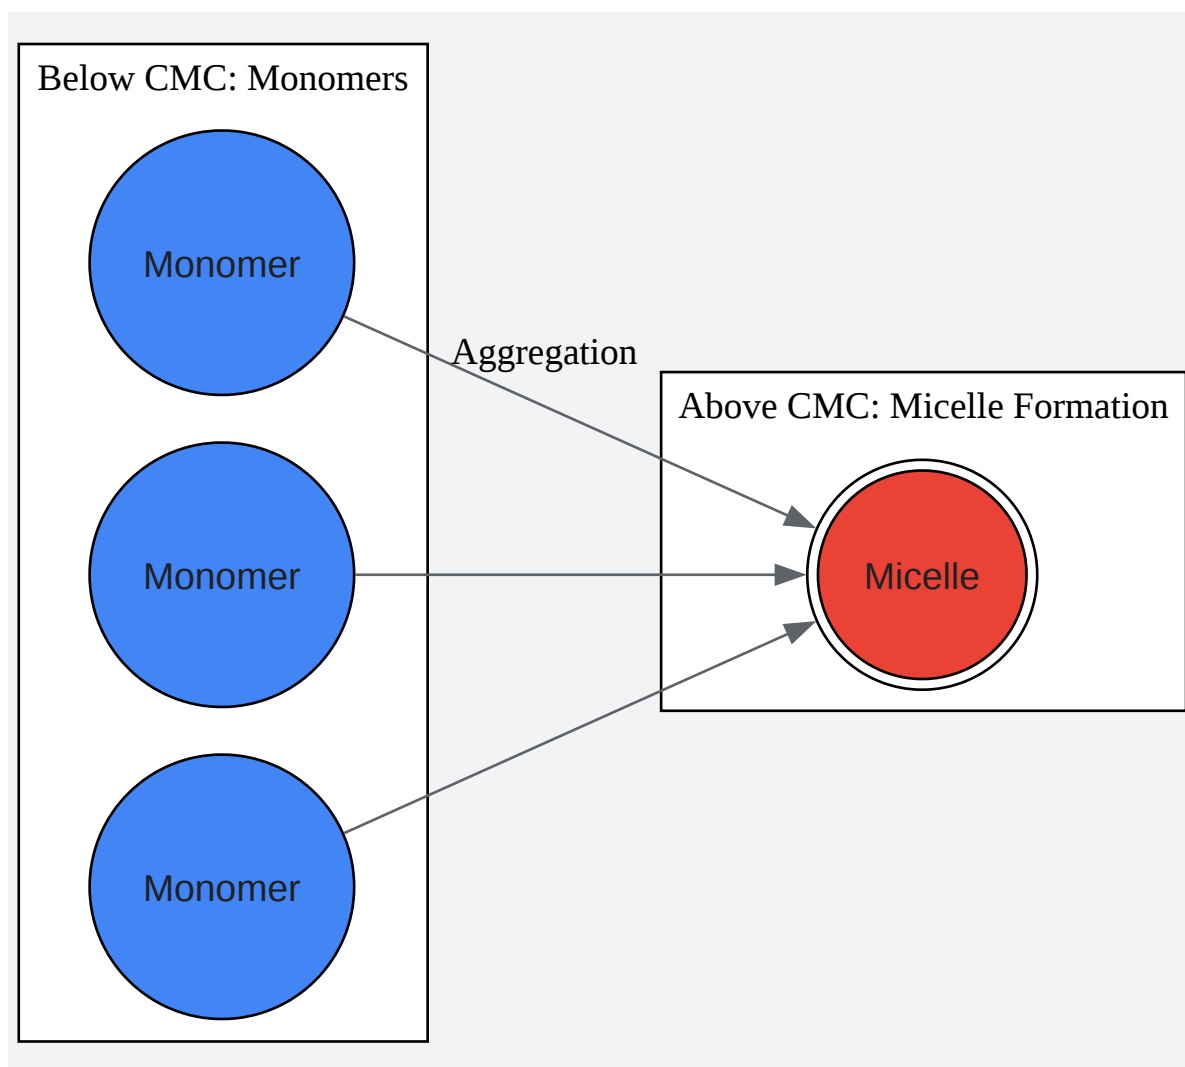 Below CMC: Monomers
Monomer
Aggregation
Above CMC: Micelle Formation
Monomer
Micelle
Monomer